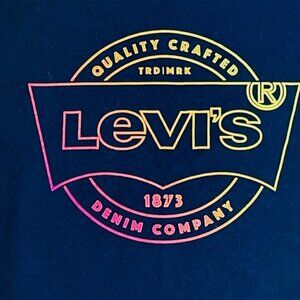 QUALITY CRAFTED
TRD|MRK
Levi's®
1873
DENIM COMPANY